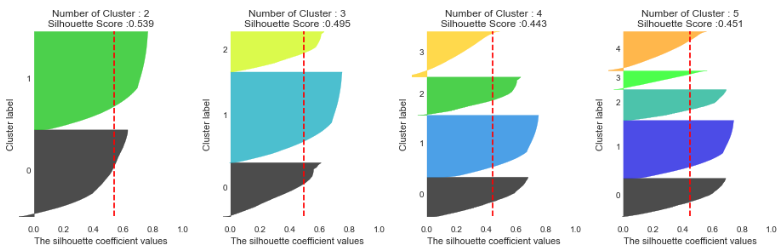 Number of Cluster : 2
Silhouette Score :0.539
Cluster label
1
0
0.0 0.2 0.4 0.6 0.8 1.0
The silhouette coefficient values
Number of Cluster : 3
Silhouette Score :0.495
Cluster label
2
1
0
0.0 0.2 0.4 0.6 0.8 1.0
The silhouette coefficient values
Number of Cluster : 4
Silhouette Score :0.443
Cluster label
3
2
1
0
0.0 0.2 0.4 0.6 0.8 1.0
The silhouette coefficient values
Number of Cluster : 5
Silhouette Score :0.451
Cluster label
4
3
2
1
0
0.0 0.2 0.4 0.6 0.8 1.0
The silhouette coefficient values